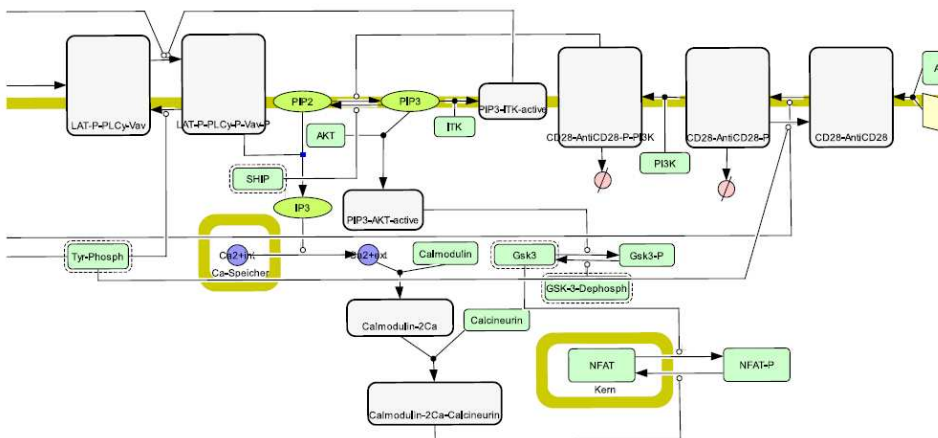 A
LAT-P-PLCy-Vav
LAT-P-PLCy-P-Vav-P
PIP2
PIP3
PIP3-ITK-active
CD28-AntiCD28-P-PI3K
CD28-AntiCD28-P
CD28-AntiCD28
AKT
ITK
PI3K
SHIP
IP3
PIP3-AKT-active
Tyr-Phosph
Ca2+int
Ca2+ext
Ca-Speicher
Calmodulin
Gsk3
Gsk3-P
GSK-3-Dephosph
Calmodulin-2Ca
Calcineurin
NFAT
NFAT-P
Kern
Calmodulin-2Ca-Calcineurin